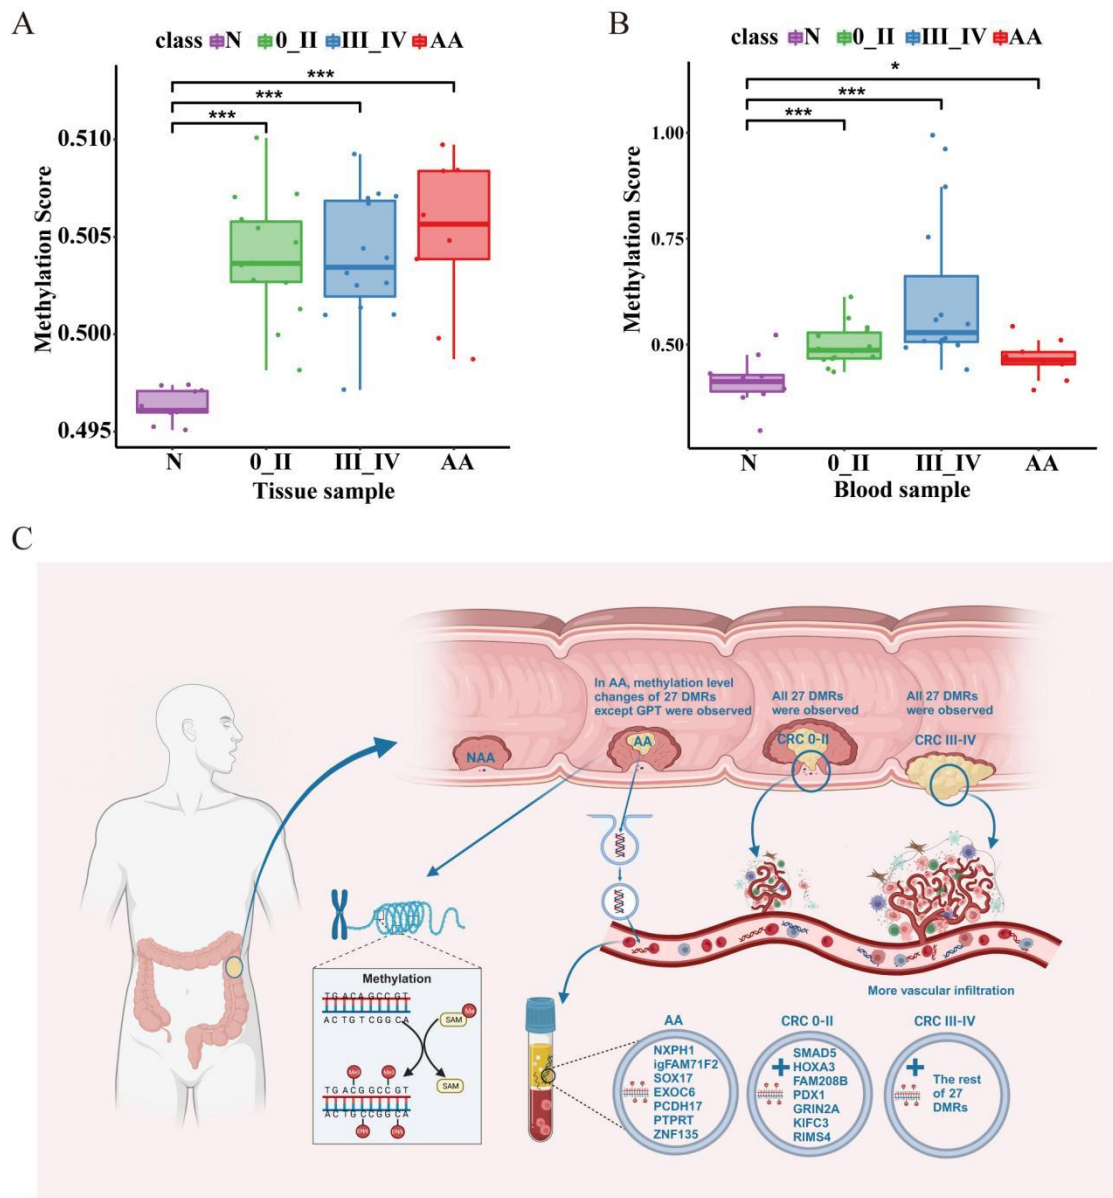 A
class N 0_II III_IV AA
***
***
***
Methylation Score
0.510
0.505
0.500
0.495
N 0_II III_IV AA
Tissue sample
B
class N 0_II III_IV AA
*
***
***
Methylation Score
1.00
0.75
0.50
N 0_II III_IV AA
Blood sample
C
In AA, methylation level
changes of 27 DMRs
except GPT were observed
All 27 DMRs
were observed
All 27 DMRs
were observed
NAA
AA
CRC 0-II
CRC III-IV
More vascular infiltration
Methylation
TGACAGCCGT
ACTGTCGGCA
SAM
Me
SAM
TGACGGCCGT
ACTGCCGGCA
AA
NXPH1
igFAM71F2
SOX17
EXOC6
PCDH17
PTPRT
ZNF135
CRC 0-II
+
SMAD5
HOXA3
FAM208B
PDX1
GRIN2A
KIFC3
RIMS4
CRC III-IV
+
The rest
of 27
DMRs